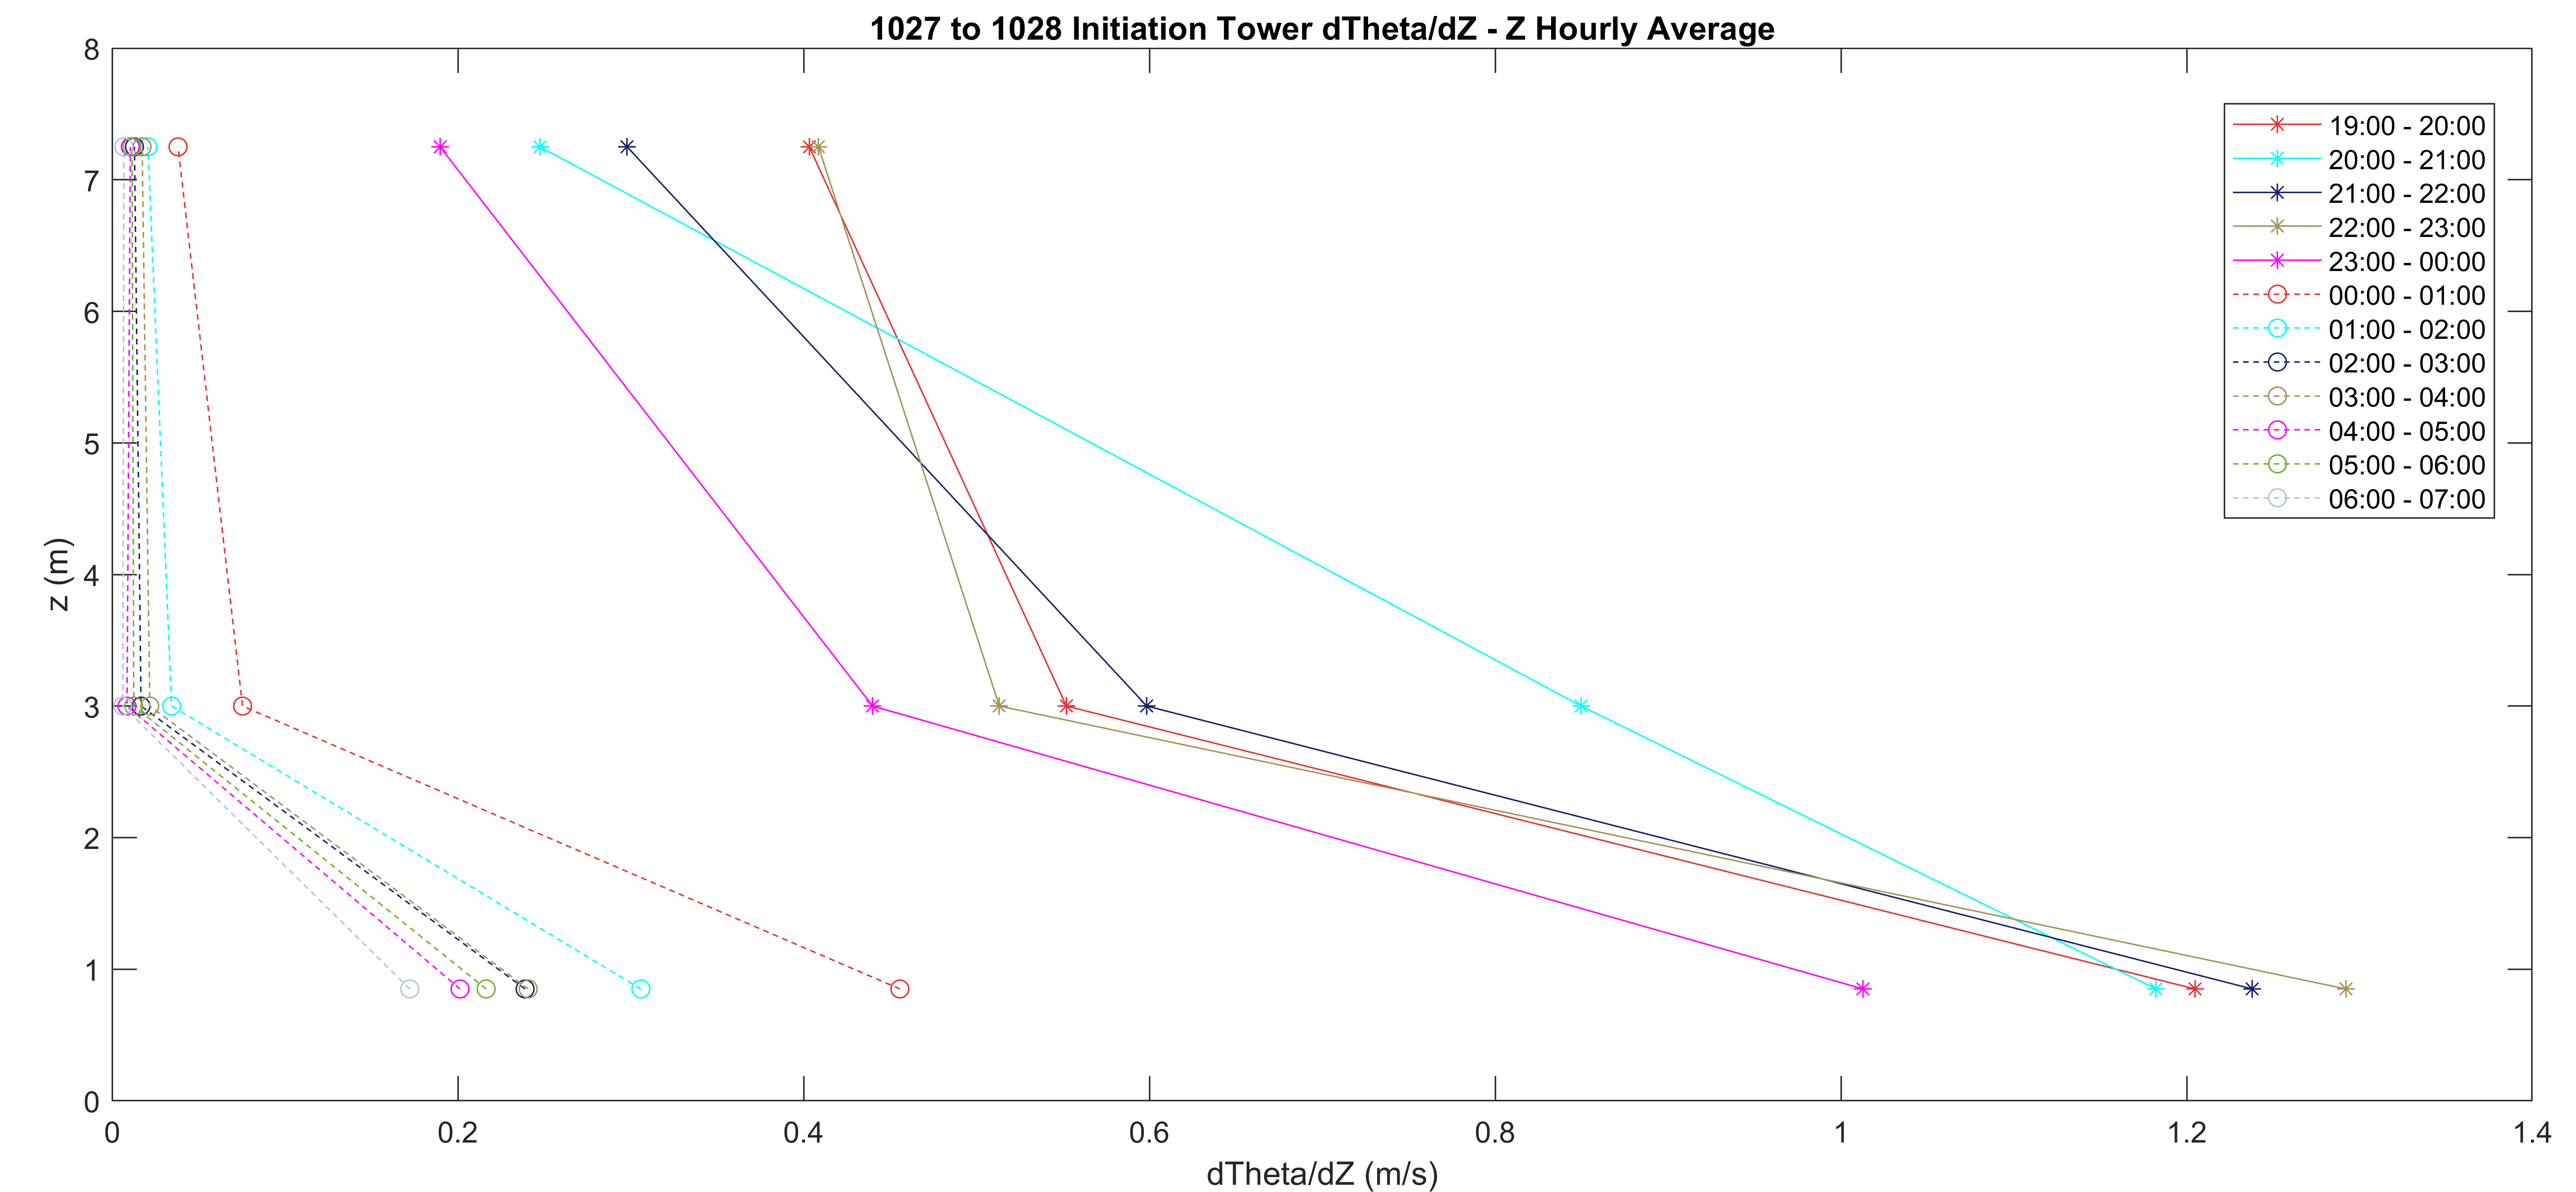 1027 to 1028 Initiation Tower dTheta/dZ - Z Hourly Average
8
7
6
5
4
3
2
1
0
z (m)
19:00 - 20:00
20:00 - 21:00
21:00 - 22:00
22:00 - 23:00
23:00 - 00:00
00:00 - 01:00
01:00 - 02:00
02:00 - 03:00
03:00 - 04:00
04:00 - 05:00
05:00 - 06:00
06:00 - 07:00
0 0.2 0.4 0.6 0.8 1 1.2 1.4
dTheta/dZ (m/s)